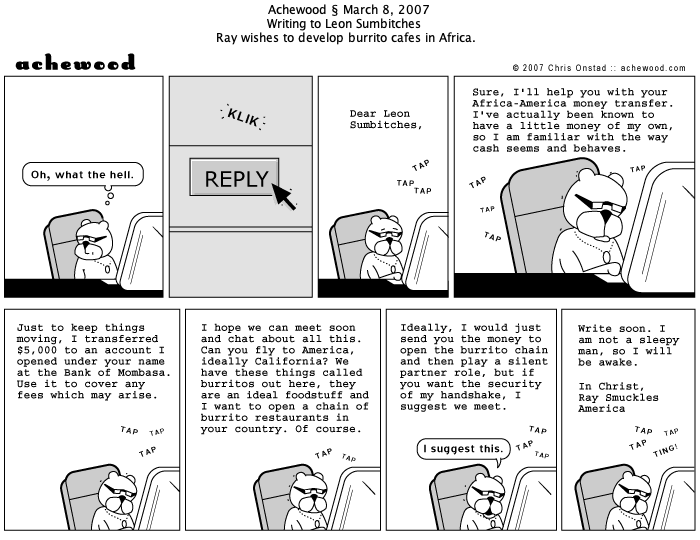 Achewood § March 8, 2007
Writing to Leon Sumbitches
Ray wishes to develop burrito cafes in Africa.
achewood
© 2007 Chris Onstad :: achewood.com
Oh, what the hell.
KLIK
REPLY
Dear Leon
Sumbitches,
TAP
TAP
TAP
Sure, I'll help you with your
Africa-America money transfer.
I've actually been known to
have a little money of my own,
so I am familiar with the way
cash seems and behaves.
TAP
TAP
TAP
TAP
Just to keep things
moving, I transferred
$5,000 to an account I
opened under your name
at the Bank of Mombasa.
Use it to cover any
fees which may arise.
TAP
TAP
TAP
I hope we can meet soon
and chat about all this.
Can you fly to America,
ideally California? We
have these things called
burritos out here, they
are an ideal foodstuff and
I want to open a chain of
burrito restaurants in
your country. Of course.
TAP
TAP
Ideally, I would just
send you the money to
open the burrito chain
and then play a silent
partner role, but if
you want the security
of my handshake, I
suggest we meet.
TAP
TAP
TAP
I suggest this.
Write soon. I
am not a sleepy
man, so I will
be awake.
In Christ,
Ray Smuckles
America
TAP
TAP
TAP
TING!